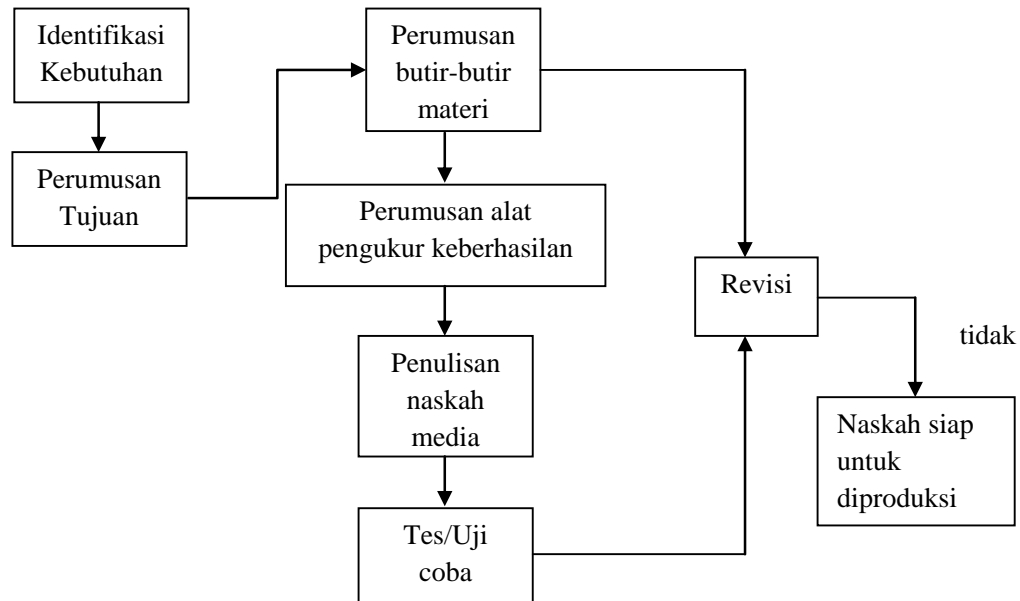 Identifikasi
Kebutuhan
Perumusan
Tujuan
Perumusan
butir-butir
materi
Perumusan alat
pengukur keberhasilan
Penulisan
naskah
media
Tes/Uji
coba
Revisi
tidak
Naskah siap
untuk
diproduksi